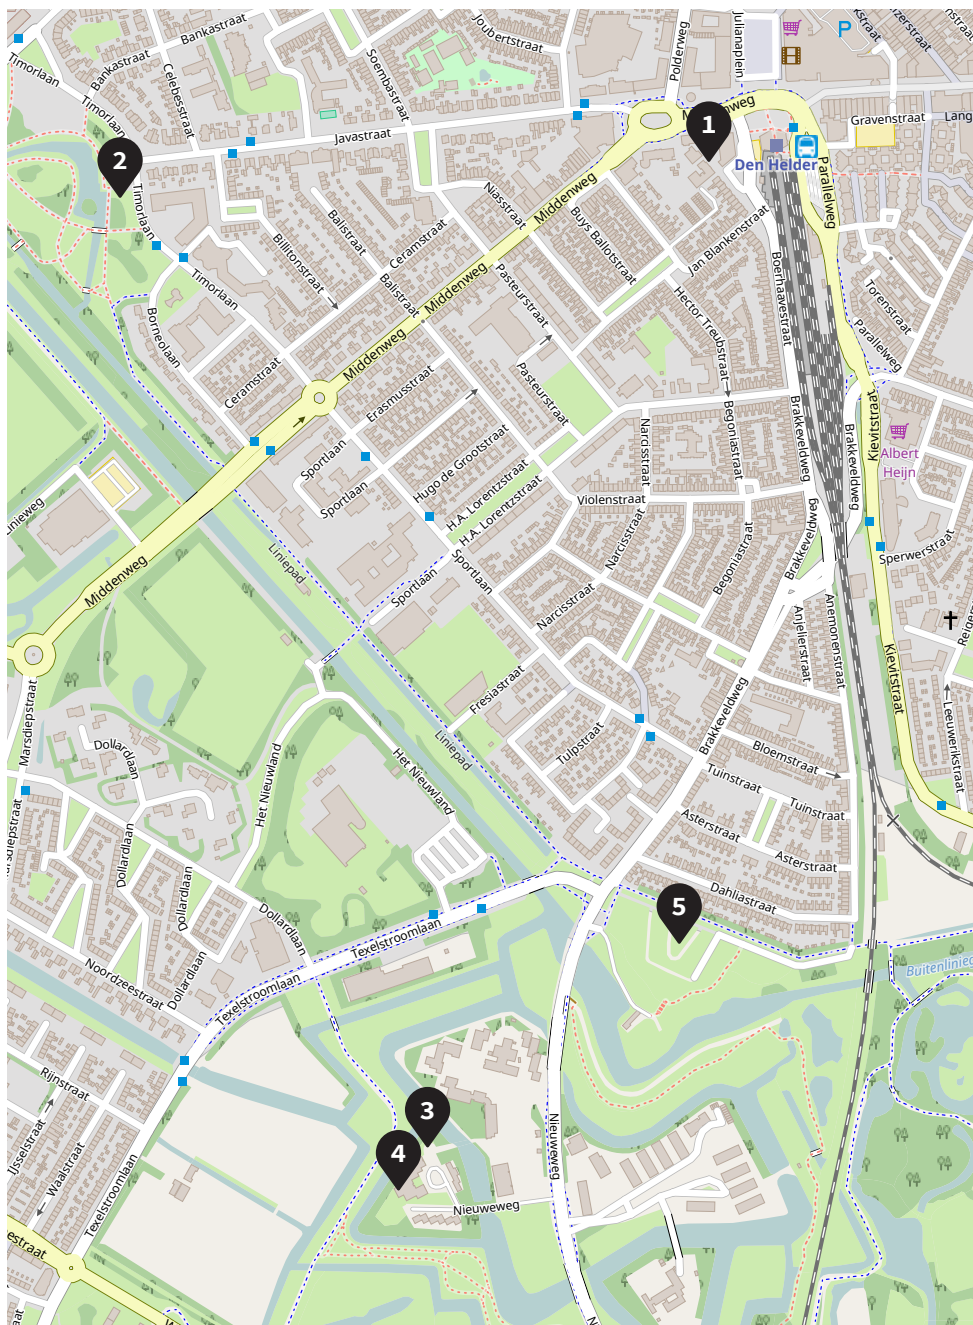 Bankastraat
Joubertstraat
Polderweg
Julianaplein
P
Timorlaan
Bankastraat
Celebesstraat
Soembastraat
Timorlaan
Javastraat
1
Gravenstraat
Lang
2
Den Helder
Parallelweg
Timorlaan
Niasstraat
Middenweg
Buys Ballotstraat
Jan Blankenstraat
Balistraat
Ceramstraat
Billitonstraat
Timorlaan
Balistraat
Middenweg
Pasteurstraat
Boerhaavestraat
Torenstraat
Hector Treubstraat
Borneolaan
Middenweg
Parallelweg
Ceramstraat
Erasmusstraat
Pasteurstraat
Kievitstraat
Begoniastraat
Brakkeveldweg
Brakkeveldweg
Narcisstraat
Albert
Heijn
Sportlaan
Hugo de Grootstraat
Sportlaan
H.A. Lorentzstraat
H.A. Lorentzstraat
Violenstraat
Liniepad
Middenweg
Narcisstraat
Begoniastraat
Brakkeveldweg
Sperwerstraat
Sportlaan
Sportlaan
Narcisstraat
Anjelierstraat
Anemonenstraat
Kievitstraat
Marsdiepstraat
Fresiastraat
Brakkeveldweg
Leeuwerikstraat
Dollardlaan
Liniepad
Tulpstraat
Bloemstraat
Het Nieuwland
Het Nieuwland
Tuinstraat
Tuinstraat
Dollardlaan
Asterstraat
Asterstraat
Dollardlaan
Dahliastraat
5
Dollardlaan
Texelstroomlaan
Noordzeestraat
Dollardlaan
Texelstroomlaan
Rijnstraat
IJsselstraat
Waalstraat
3
4
Nieuweweg
Nieuweweg
Texelstroomlaan
estraat